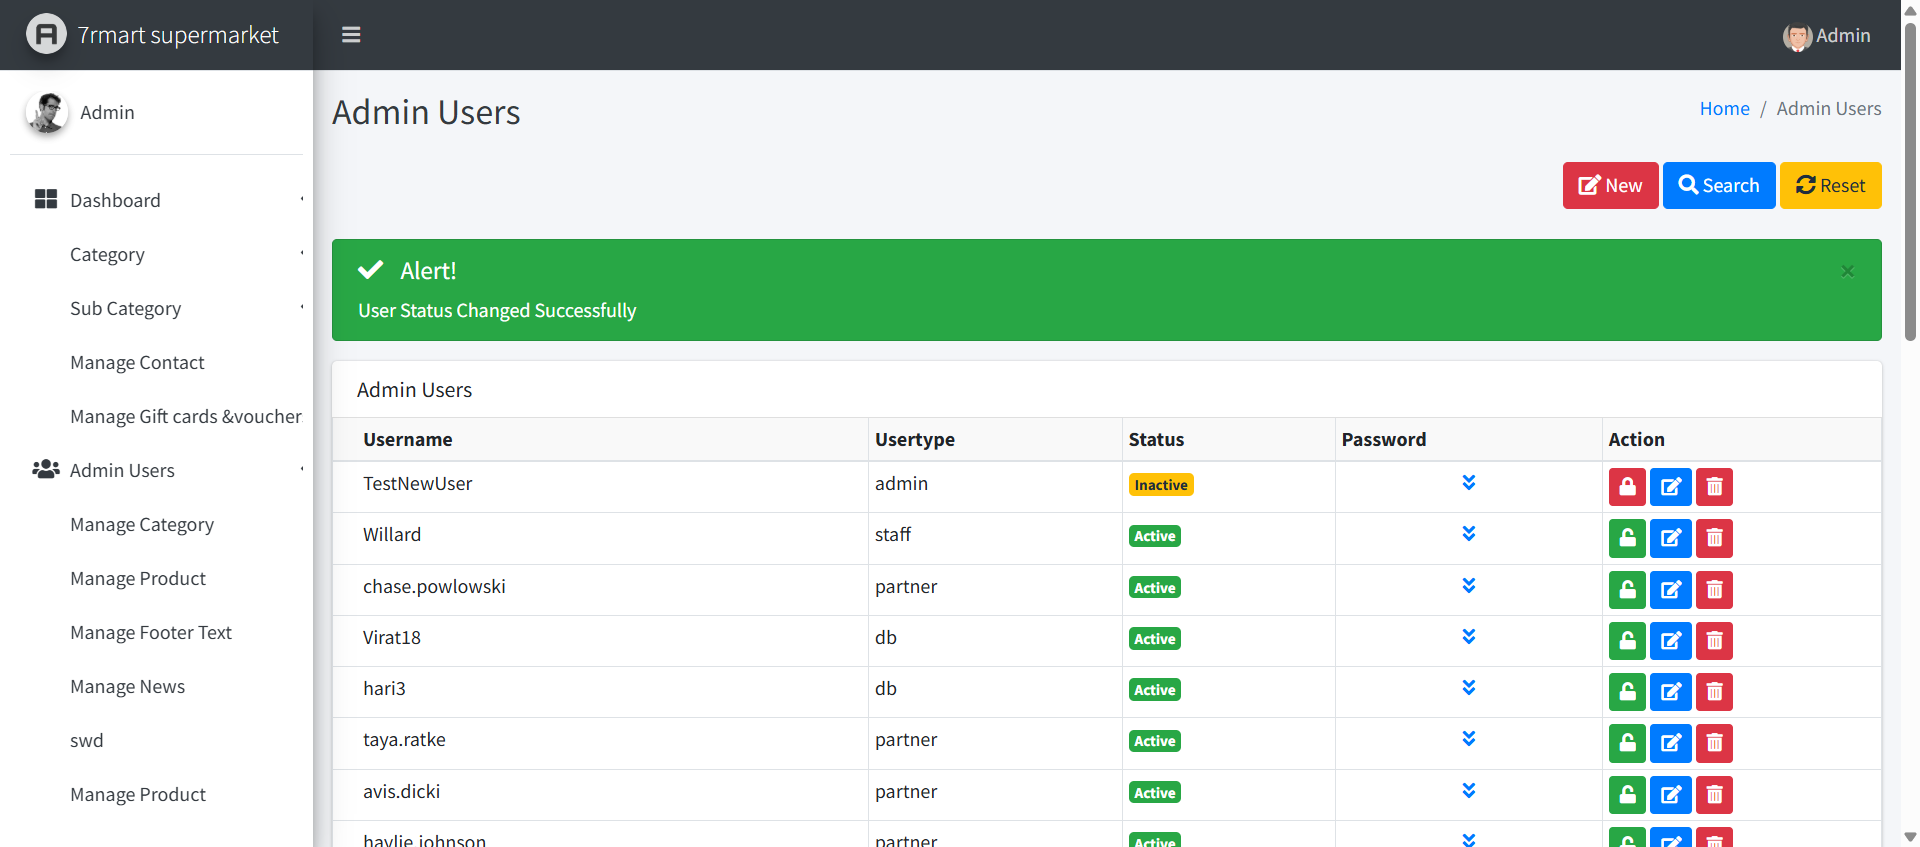 7rmart supermarket
Admin
Admin
Dashboard
Category
Sub Category
Manage Contact
Manage Gift cards &voucher
Admin Users
Manage Category
Manage Product
Manage Footer Text
Manage News
swd
Manage Product
Admin Users
Home / Admin Users
New Search Reset
Alert!
×
User Status Changed Successfully
Admin Users
Username Usertype Status Password Action
TestNewUser admin Inactive
Willard staff Active
chase.powlowski partner Active
Virat18 db Active
hari3 db Active
taya.ratke partner Active
avis.dicki partner Active
haylie.johnson partner Active